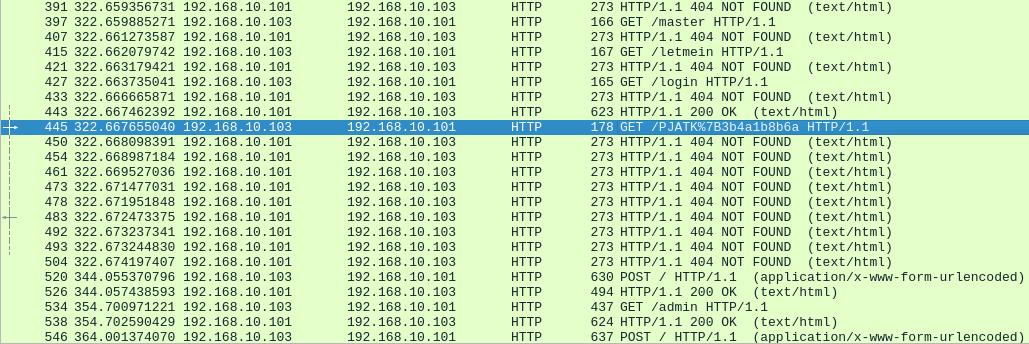 391 322.659356731 192.168.10.101 192.168.10.103 HTTP 273 HTTP/1.1 404 NOT FOUND (text/html)
397 322.659885271 192.168.10.103 192.168.10.101 HTTP 166 GET /master HTTP/1.1
407 322.661273587 192.168.10.101 192.168.10.103 HTTP 273 HTTP/1.1 404 NOT FOUND (text/html)
415 322.662079742 192.168.10.103 192.168.10.101 HTTP 167 GET /letmein HTTP/1.1
421 322.663179421 192.168.10.101 192.168.10.103 HTTP 273 HTTP/1.1 404 NOT FOUND (text/html)
427 322.663735041 192.168.10.103 192.168.10.101 HTTP 165 GET /login HTTP/1.1
433 322.666665871 192.168.10.101 192.168.10.103 HTTP 273 HTTP/1.1 404 NOT FOUND (text/html)
443 322.667462392 192.168.10.101 192.168.10.103 HTTP 623 HTTP/1.1 200 OK (text/html)
445 322.667655040 192.168.10.103 192.168.10.101 HTTP 178 GET /PJATK%7B3b4a1b8b6a HTTP/1.1
450 322.668098391 192.168.10.101 192.168.10.103 HTTP 273 HTTP/1.1 404 NOT FOUND (text/html)
454 322.668987184 192.168.10.101 192.168.10.103 HTTP 273 HTTP/1.1 404 NOT FOUND (text/html)
461 322.669527036 192.168.10.101 192.168.10.103 HTTP 273 HTTP/1.1 404 NOT FOUND (text/html)
473 322.671477031 192.168.10.101 192.168.10.103 HTTP 273 HTTP/1.1 404 NOT FOUND (text/html)
478 322.671951848 192.168.10.101 192.168.10.103 HTTP 273 HTTP/1.1 404 NOT FOUND (text/html)
483 322.672473375 192.168.10.101 192.168.10.103 HTTP 273 HTTP/1.1 404 NOT FOUND (text/html)
492 322.673237341 192.168.10.101 192.168.10.103 HTTP 273 HTTP/1.1 404 NOT FOUND (text/html)
493 322.673244830 192.168.10.101 192.168.10.103 HTTP 273 HTTP/1.1 404 NOT FOUND (text/html)
504 322.674197407 192.168.10.101 192.168.10.103 HTTP 273 HTTP/1.1 404 NOT FOUND (text/html)
520 344.055370796 192.168.10.103 192.168.10.101 HTTP 630 POST / HTTP/1.1 (application/x-www-form-urlencoded)
526 344.057438593 192.168.10.101 192.168.10.103 HTTP 494 HTTP/1.1 200 OK (text/html)
534 354.700971221 192.168.10.103 192.168.10.101 HTTP 437 GET /admin HTTP/1.1
538 354.702590429 192.168.10.101 192.168.10.103 HTTP 624 HTTP/1.1 200 OK (text/html)
546 364.001374070 192.168.10.103 192.168.10.101 HTTP 637 POST / HTTP/1.1 (application/x-www-form-urlencoded)